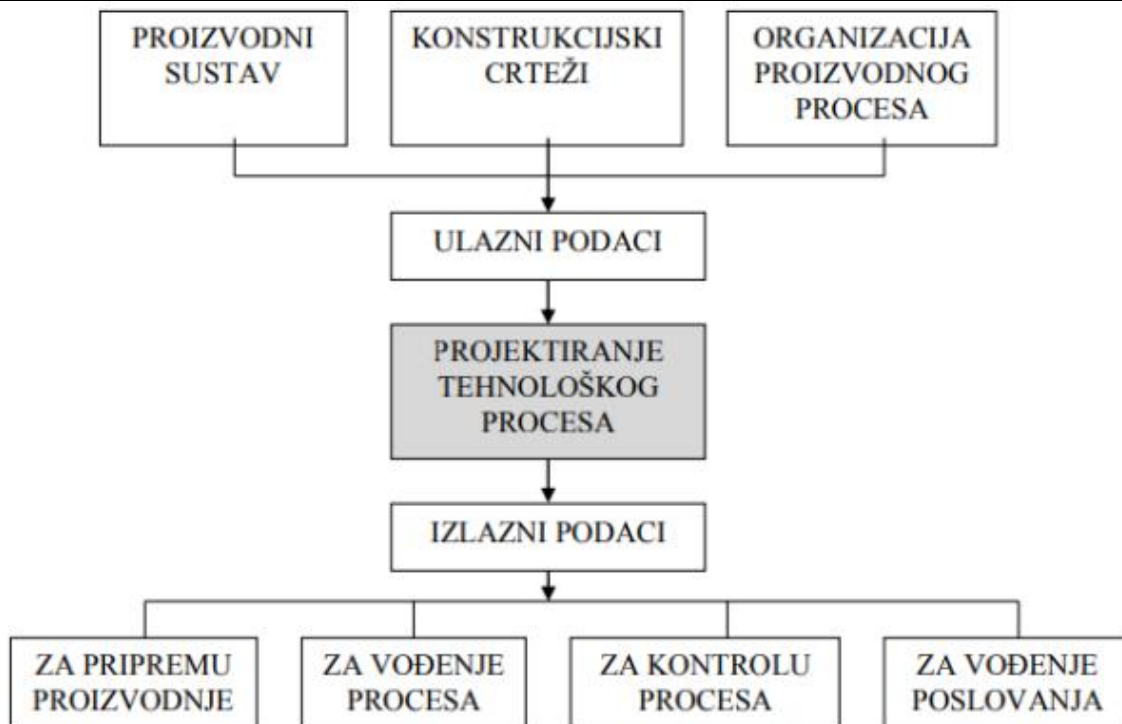 PROIZVODNI
SUSTAV
KONSTRUKCIJSKI
CRTEŽI
ORGANIZACIJA
PROIZVODNOG
PROCESA
ULAZNI PODACI
PROJEKTIRANJE
TEHNOLOŠKOG
PROCESA
IZLAZNI PODACI
ZA PRIPREMU
PROIZVODNJE
ZA VOĐENJE
PROCESA
ZA KONTROLU
PROCESA
ZA VOĐENJE
POSLOVANJA